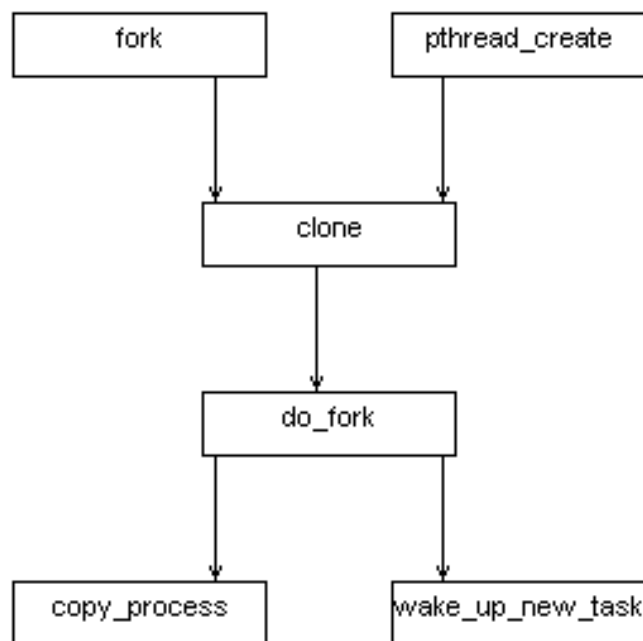 fork
pthread_create
clone
do_fork
copy_process
wake_up_new_task